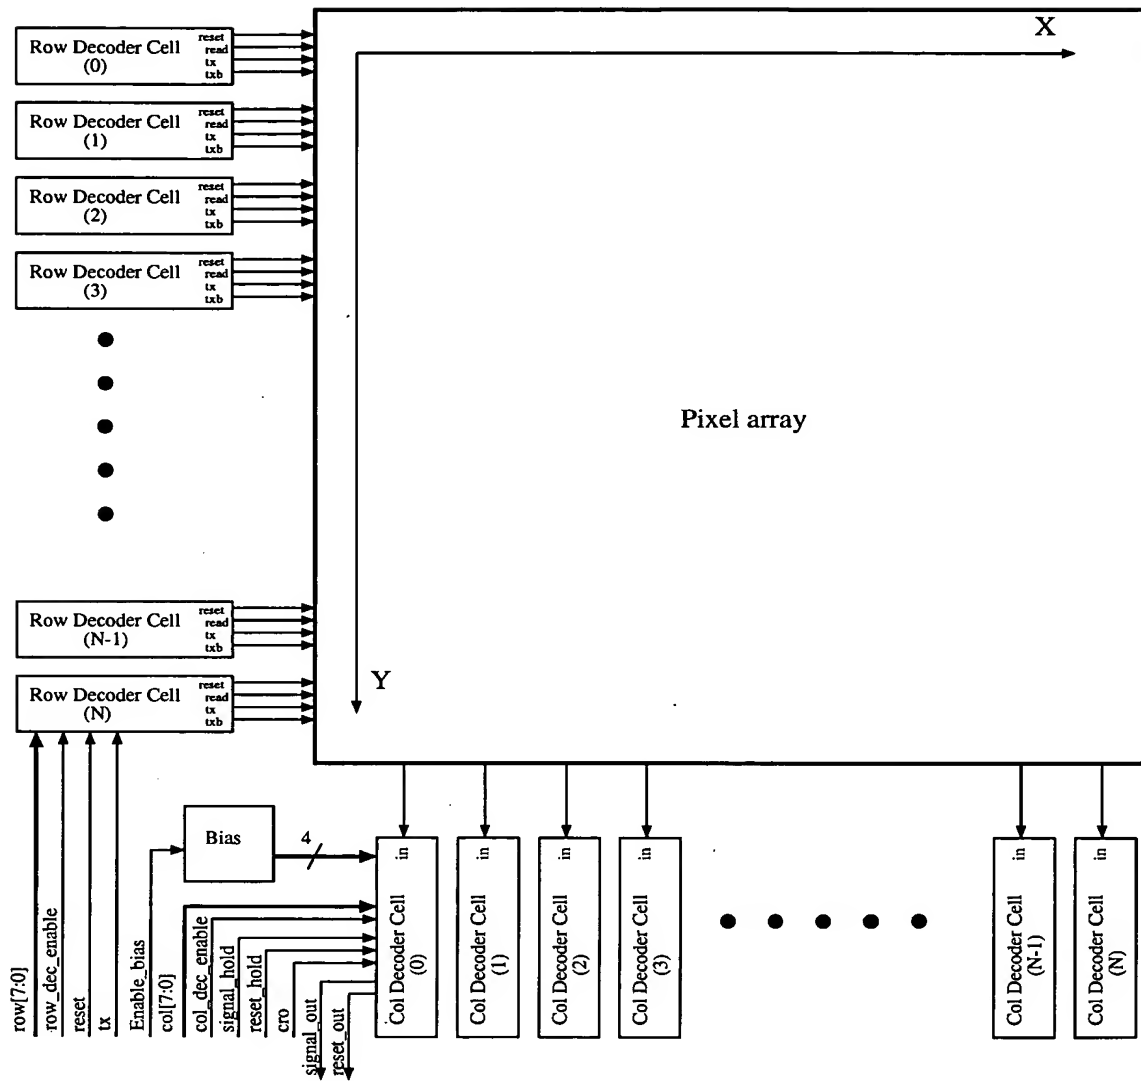 Row Decoder Cell
(0)
reset
read
tx
txb
X
Row Decoder Cell
(1)
reset
read
tx
txb
Row Decoder Cell
(2)
reset
read
tx
txb
Row Decoder Cell
(3)
reset
read
tx
txb
Pixel array
Row Decoder Cell
(N-1)
reset
read
tx
txb
Row Decoder Cell
(N)
reset
read
tx
txb
Y
Bias
4
row[7:0]
row_dec_enable
reset
tx
Enable_bias
col[7:0]
col_dec_enable
signal_hold
reset_hold
cro
signal_out
reset_out
in
Col Decoder Cell
(0)
in
Col Decoder Cell
(1)
in
Col Decoder Cell
(2)
in
Col Decoder Cell
(3)
in
Col Decoder Cell
(N-1)
in
Col Decoder Cell
(N)